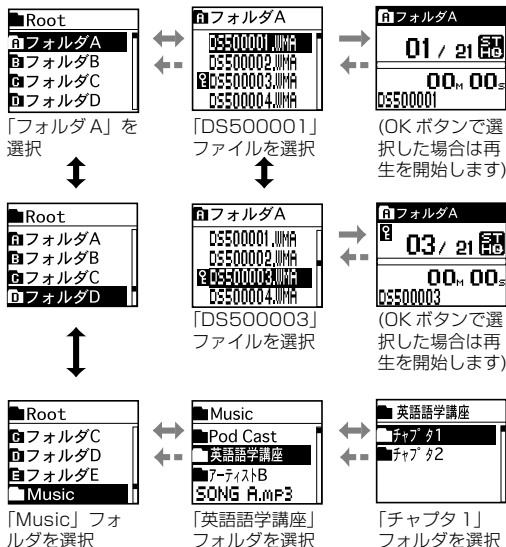 Root
フォルダA
フォルダB
フォルダC
フォルダD
「フォルダA」を
選択
フォルダA
DS500001.WMA
DS500002.WMA
DS500003.WMA
DS500004.WMA
「DS500001」
ファイルを選択
フォルダA
01 / 21 ST HQ
00M 00s
DS500001
(OK ボタンで選
択した場合は再
生を開始します)
Root
フォルダA
フォルダB
フォルダC
フォルダD
フォルダA
DS500001.WMA
DS500002.WMA
DS500003.WMA
DS500004.WMA
「DS500003」
ファイルを選択
フォルダA
03 / 21 ST HQ
00M 00s
DS500003
(OK ボタンで選
択した場合は再
生を開始します)
Root
フォルダC
フォルダD
フォルダE
Music
「Music」フォ
ルダを選択
Music
Pod Cast
英語語学講座
アーティストB
SONG A.mp3
「英語語学講座」
フォルダを選択
英語語学講座
チャプタ1
チャプタ2
「チャプタ 1」
フォルダを選択